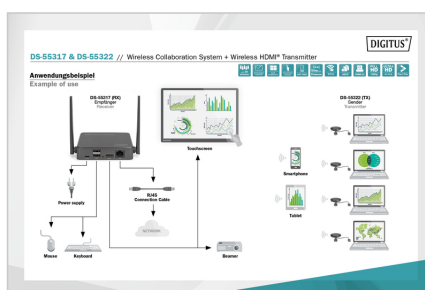 DIGITUS®
DS-55317 & DS-55322 // Wireless Collaboration System + Wireless HDMI® Transmitter
Anwendungsbeispiel
Example of use
DS-55317 (RX)
Empfänger
Receiver
DS-55322 (TX)
Sender
Transmitter
Touchscreen
Smartphone
Power supply
RJ45
Connection Cable
Tablet
NETWORK
Mouse
Keyboard
Beamer